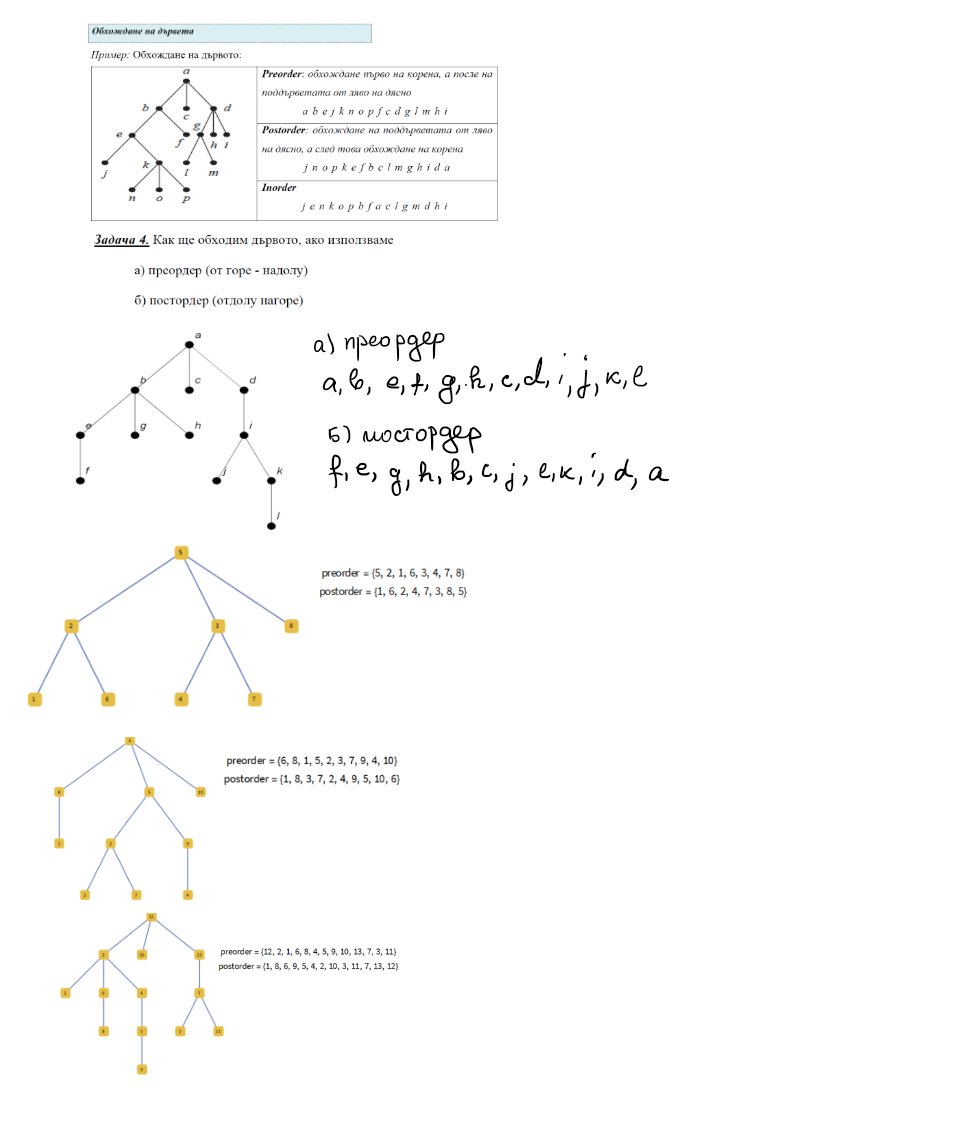 Обхождане на дървета
Пример: Обхождане на дървото:
a
b
c
d
e
f
g
h i
j
k
l
m
n
o
p
Preorder: обхождане първо на корена, а после на
поддърветата от ляво на дясно
a b e j k n o p f c d g l m h i
Postorder: обхождане на поддърветата от ляво
на дясно, а след това обхождане на корена
j n o p k e f b c l m g h i d a
Inorder
j e n k o p b f a c l g m d h i
Задача 4. Как ще обходим дървото, ако използваме
а) преордер (от горе - надолу)
б) постордер (отдолу нагоре)
a
b
c
d
e
g
h
i
f
j
k
l
а) преордер
a, b, e, f, g, h, c, d, i, j, k, l
б) постордер
f, e, g, h, b, c, j, l, k, i, d, a
5
2
3
8
1
6
4
7
preorder = {5, 2, 1, 6, 3, 4, 7, 8}
postorder = {1, 6, 2, 4, 7, 3, 8, 5}
6
8
5
10
1
2
9
3
7
4
preorder = {6, 8, 1, 5, 2, 3, 7, 9, 4, 10}
postorder = {1, 8, 3, 7, 2, 4, 9, 5, 10, 6}
12
2
10
13
1
6
4
7
8
5
3
11
9
preorder = {12, 2, 1, 6, 8, 4, 5, 9, 10, 13, 7, 3, 11}
postorder = {1, 8, 6, 9, 5, 4, 2, 10, 3, 11, 7, 13, 12}